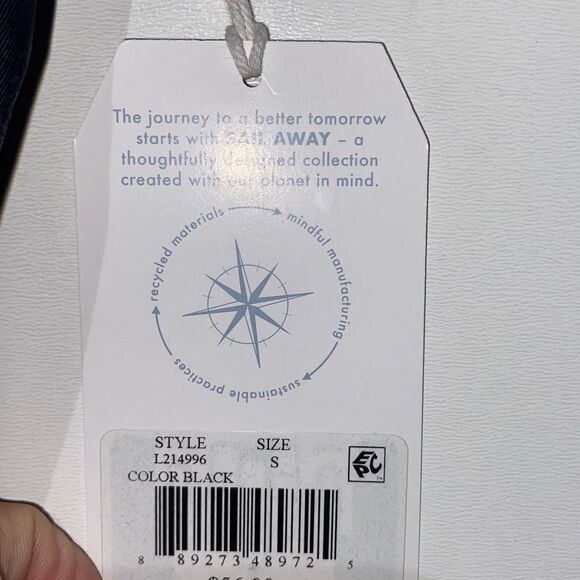 The journey to a better tomorrow
starts with SAIL AWAY – a
thoughtfully designed collection
created with our planet in mind.
recycled materials
mindful manufacturing
sustainable practices
STYLE SIZE
L214996 S
COLOR BLACK
EPC
8 89273 48972 5